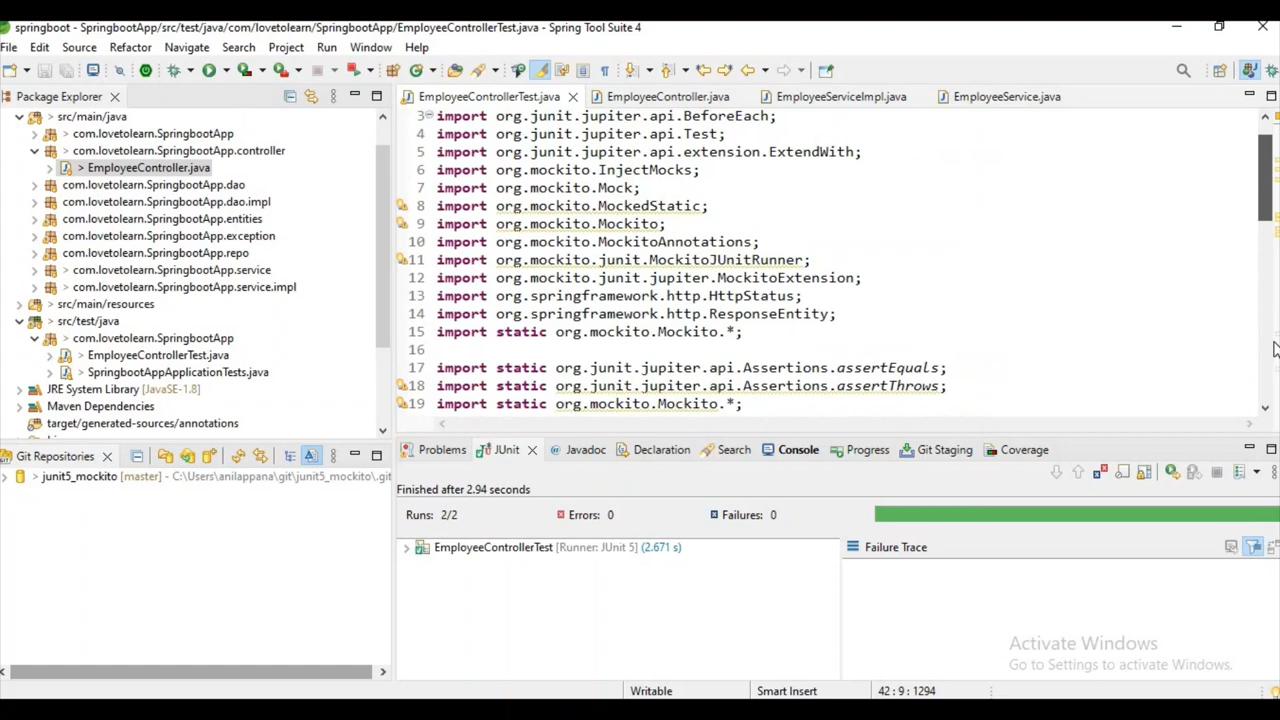 springboot - SpringbootApp/src/test/java/com/lovetolearn/SpringbootApp/EmployeeControllerTest.java - Spring Tool Suite 4
File Edit Source Refactor Navigate Search Project Run Window Help
Package Explorer
src/main/java
> com.lovetolearn.SpringbootApp
> com.lovetolearn.SpringbootApp.controller
> EmployeeController.java
com.lovetolearn.SpringbootApp.dao
> com.lovetolearn.SpringbootApp.dao.impl
> com.lovetolearn.SpringbootApp.entities
> com.lovetolearn.SpringbootApp.exception
> com.lovetolearn.SpringbootApp.repo
> com.lovetolearn.SpringbootApp.service
> com.lovetolearn.SpringbootApp.service.impl
> src/main/resources
> src/test/java
> com.lovetolearn.SpringbootApp
> EmployeeControllerTest.java
> SpringbootAppApplicationTests.java
JRE System Library [JavaSE-1.8]
Maven Dependencies
target/generated-sources/annotations
EmployeeControllerTest.java EmployeeController.java EmployeeServiceImpl.java EmployeeService.java
3 import org.junit.jupiter.api.BeforeEach;
4 import org.junit.jupiter.api.Test;
5 import org.junit.jupiter.api.extension.ExtendWith;
6 import org.mockito.InjectMocks;
7 import org.mockito.Mock;
8 import org.mockito.MockedStatic;
9 import org.mockito.Mockito;
10 import org.mockito.MockitoAnnotations;
11 import org.mockito.junit.MockitoJUnitRunner;
12 import org.mockito.junit.jupiter.MockitoExtension;
13 import org.springframework.http.HttpStatus;
14 import org.springframework.http.ResponseEntity;
15 import static org.mockito.Mockito.*;
16
17 import static org.junit.jupiter.api.Assertions.assertEquals;
18 import static org.junit.jupiter.api.Assertions.assertThrows;
19 import static org.mockito.Mockito.*;
Git Repositories
> junit5_mockito [master] - C:\Users\anilappana\git\junit5_mockito\.git
Problems JUnit Javadoc Declaration Search Console Progress Git Staging Coverage
Finished after 2.94 seconds
Runs: 2/2 Errors: 0 Failures: 0
EmployeeControllerTest [Runner: JUnit 5] (2.671 s)
Failure Trace
Activate Windows
Go to Settings to activate Windows.
Writable Smart Insert 42 : 9 : 1294